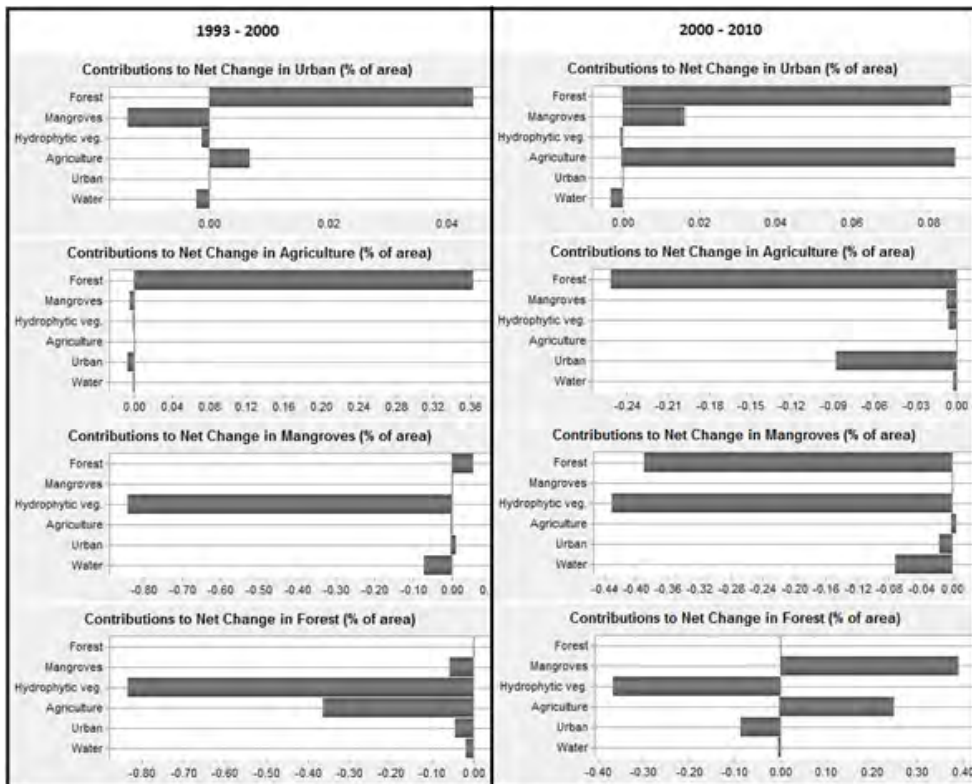 1993 - 2000
Contributions to Net Change in Urban (% of area)
Forest
Mangroves
Hydrophytic veg.
Agriculture
Urban
Water
0.00 0.02 0.04
Contributions to Net Change in Agriculture (% of area)
Forest
Mangroves
Hydrophytic veg.
Agriculture
Urban
Water
0.00 0.04 0.08 0.12 0.16 0.20 0.24 0.28 0.32 0.36
Contributions to Net Change in Mangroves (% of area)
Forest
Mangroves
Hydrophytic veg.
Agriculture
Urban
Water
-0.80 -0.70 -0.60 -0.50 -0.40 -0.30 -0.20 -0.10 0.00 0.
Contributions to Net Change in Forest (% of area)
Forest
Mangroves
Hydrophytic veg.
Agriculture
Urban
Water
-0.80 -0.70 -0.60 -0.50 -0.40 -0.30 -0.20 -0.10 0.00
2000 - 2010
Contributions to Net Change in Urban (% of area)
Forest
Mangroves
Hydrophytic veg.
Agriculture
Urban
Water
0.00 0.02 0.04 0.06 0.08
Contributions to Net Change in Agriculture (% of area)
Forest
Mangroves
Hydrophytic veg.
Agriculture
Urban
Water
-0.24 -0.21 -0.18 -0.15 -0.12 -0.09 -0.06 -0.03 0.00
Contributions to Net Change in Mangroves (% of area)
Forest
Mangroves
Hydrophytic veg.
Agriculture
Urban
Water
-0.44 -0.40 -0.36 -0.32 -0.28 -0.24 -0.20 -0.16 -0.12 -0.08 -0.04 0.00
Contributions to Net Change in Forest (% of area)
Forest
Mangroves
Hydrophytic veg.
Agriculture
Urban
Water
-0.40 -0.30 -0.20 -0.10 0.00 0.10 0.20 0.30 0.40